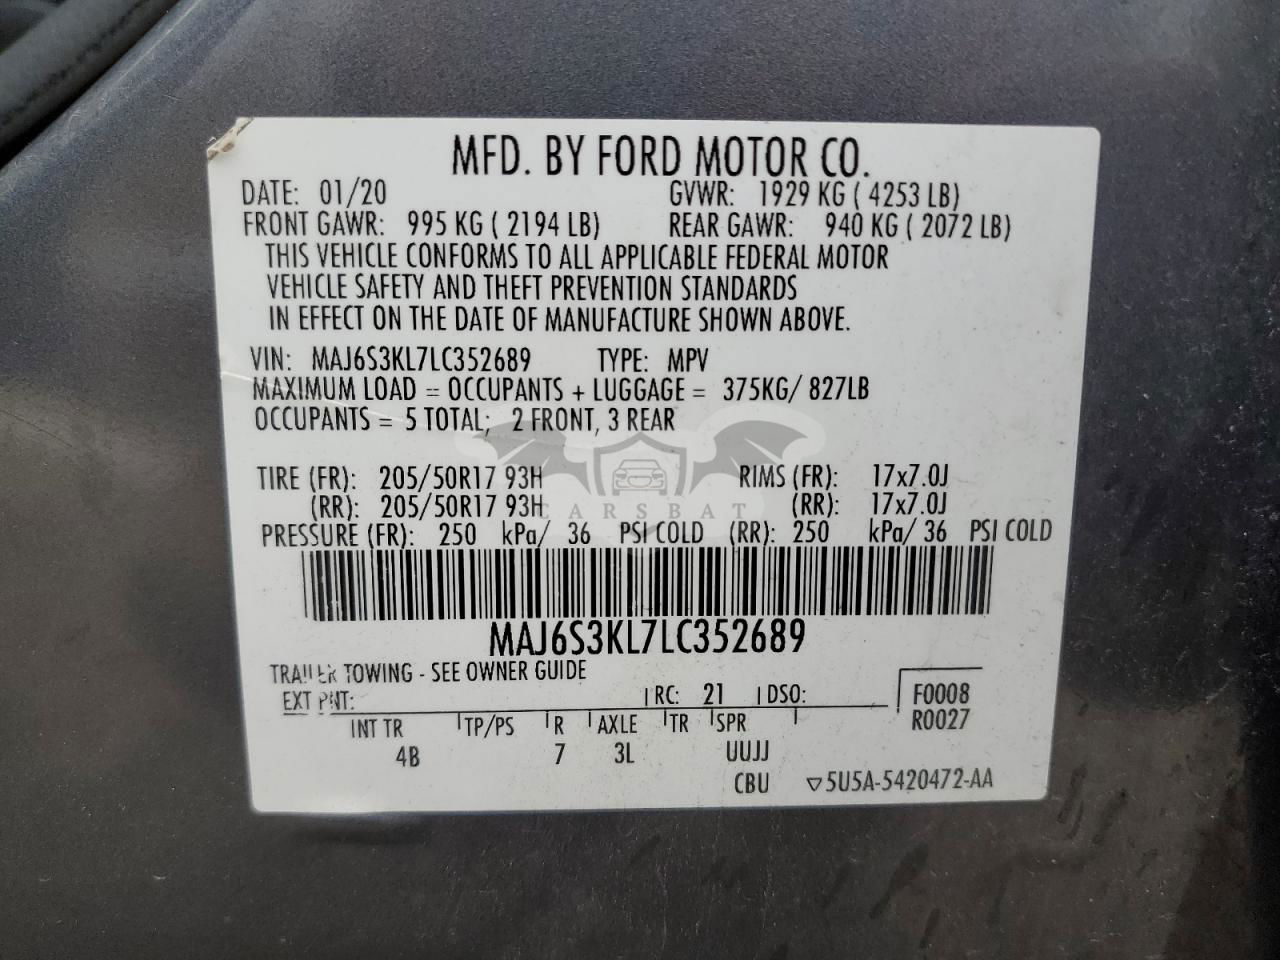 MFD. BY FORD MOTOR CO.
DATE: 01/20 GVWR: 1929 KG ( 4253 LB)
FRONT GAWR: 995 KG ( 2194 LB) REAR GAWR: 940 KG ( 2072 LB)
THIS VEHICLE CONFORMS TO ALL APPLICABLE FEDERAL MOTOR
VEHICLE SAFETY AND THEFT PREVENTION STANDARDS
IN EFFECT ON THE DATE OF MANUFACTURE SHOWN ABOVE.
VIN: MAJ6S3KL7LC352689 TYPE: MPV
MAXIMUM LOAD = OCCUPANTS + LUGGAGE = 375KG/ 827LB
OCCUPANTS = 5 TOTAL; 2 FRONT, 3 REAR
TIRE (FR): 205/50R17 93H RIMS (FR): 17x7.0J
(RR): 205/50R17 93H (RR): 17x7.0J
CARSBAT
PRESSURE (FR): 250 kPa/ 36 PSI COLD (RR): 250 kPa/ 36 PSI COLD
MAJ6S3KL7LC352689
TRAILER TOWING - SEE OWNER GUIDE
EXT PNT: RC: 21 DSO: F0008
R0027
INT TR TP/PS R AXLE TR SPR
4B 7 3L UUJJ
CBU ▽5U5A-5420472-AA